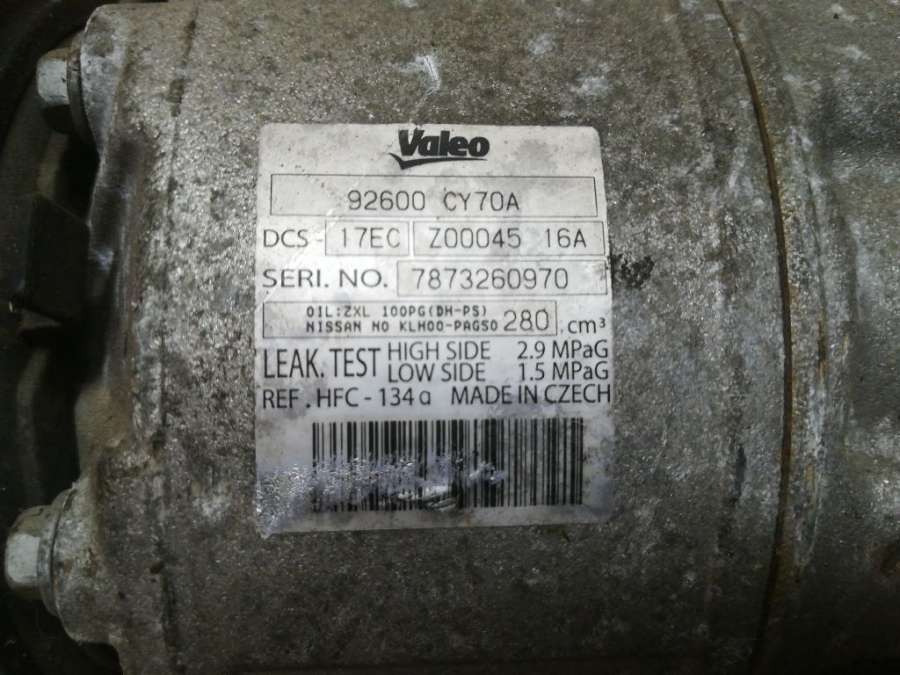 Valeo
92600 CY70A
DCS - 17EC Z00045 16A
SERI. NO. 7873260970
OIL:ZXL 100PG(DH-PS)
NISSAN NO KLH00-PAGS0 280 cm³
LEAK. TEST HIGH SIDE 2.9 MPaG
LOW SIDE 1.5 MPaG
REF. HFC - 134a MADE IN CZECH